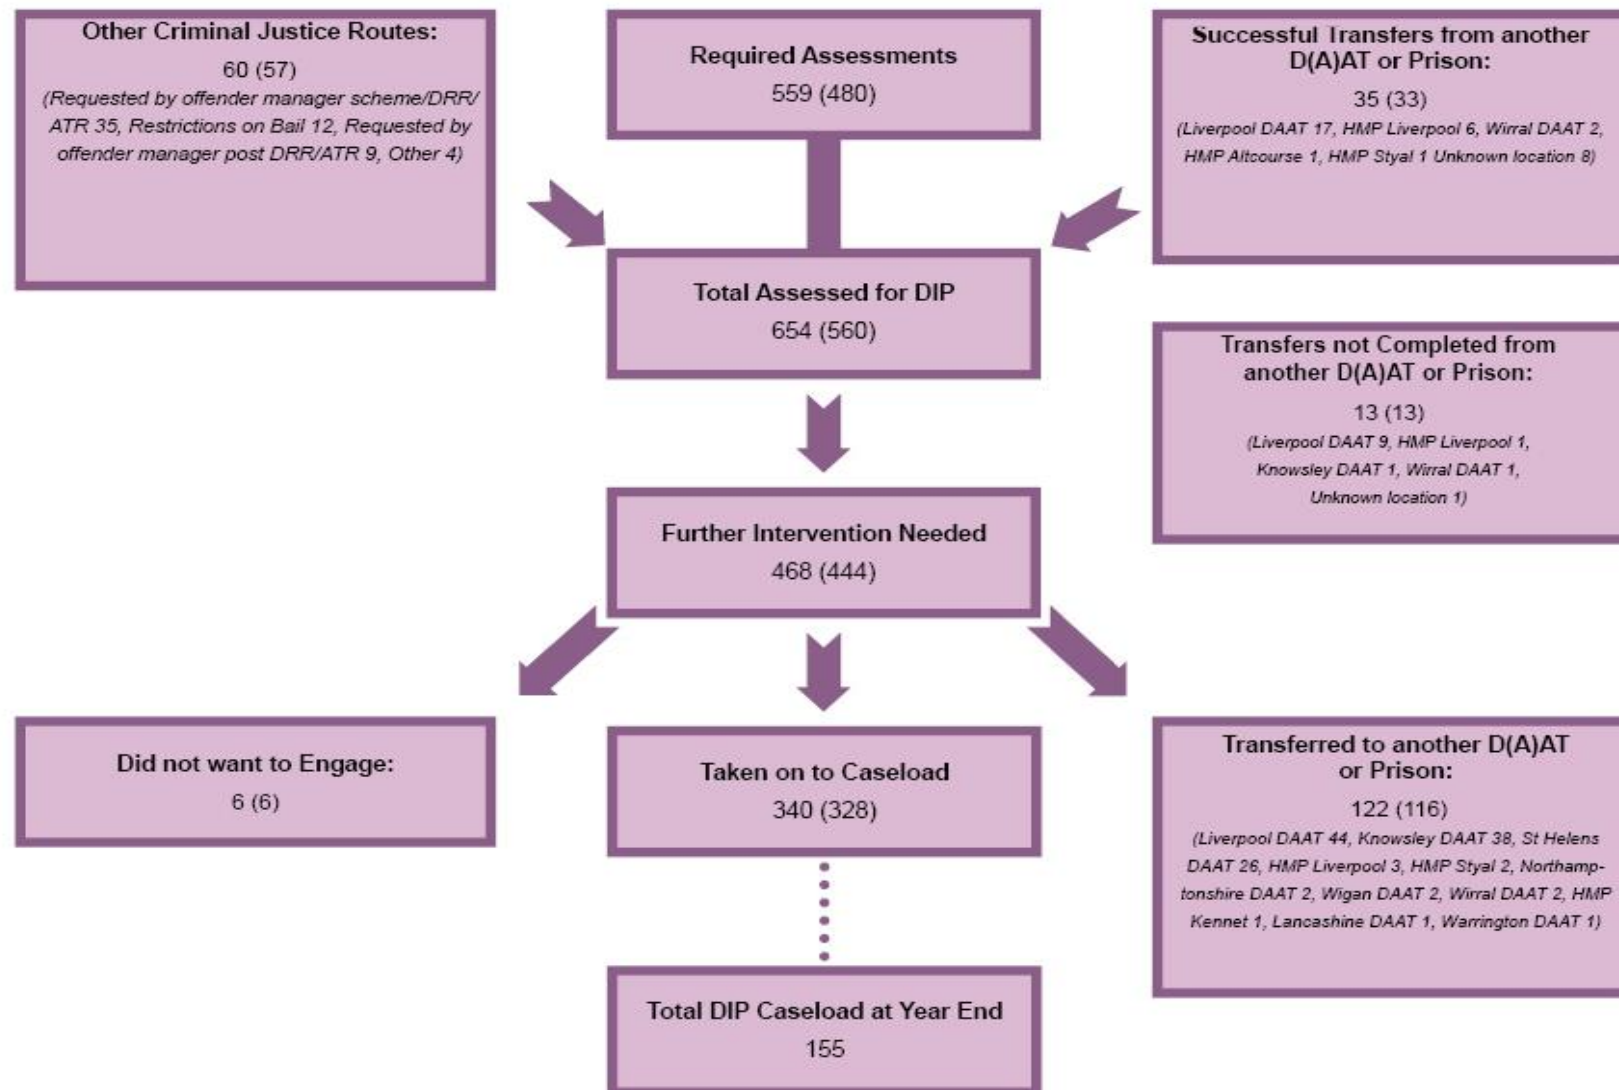 Other Criminal Justice Routes:
60 (57)
(Requested by offender manager scheme/DRR/
ATR 35, Restrictions on Bail 12, Requested by
offender manager post DRR/ATR 9, Other 4)
Required Assessments
559 (480)
Successful Transfers from another
D(A)AT or Prison:
35 (33)
(Liverpool DAAT 17, HMP Liverpool 6, Wirral DAAT 2,
HMP Altcourse 1, HMP Styal 1 Unknown location 8)
Total Assessed for DIP
654 (560)
Transfers not Completed from
another D(A)AT or Prison:
13 (13)
(Liverpool DAAT 9, HMP Liverpool 1,
Knowsley DAAT 1, Wirral DAAT 1,
Unknown location 1)
Further Intervention Needed
468 (444)
Did not want to Engage:
6 (6)
Taken on to Caseload
340 (328)
Transferred to another D(A)AT
or Prison:
122 (116)
(Liverpool DAAT 44, Knowsley DAAT 38, St Helens
DAAT 26, HMP Liverpool 3, HMP Styal 2, Northamp-
tonshire DAAT 2, Wigan DAAT 2, Wirral DAAT 2, HMP
Kennet 1, Lancashine DAAT 1, Warrington DAAT 1)
Total DIP Caseload at Year End
155